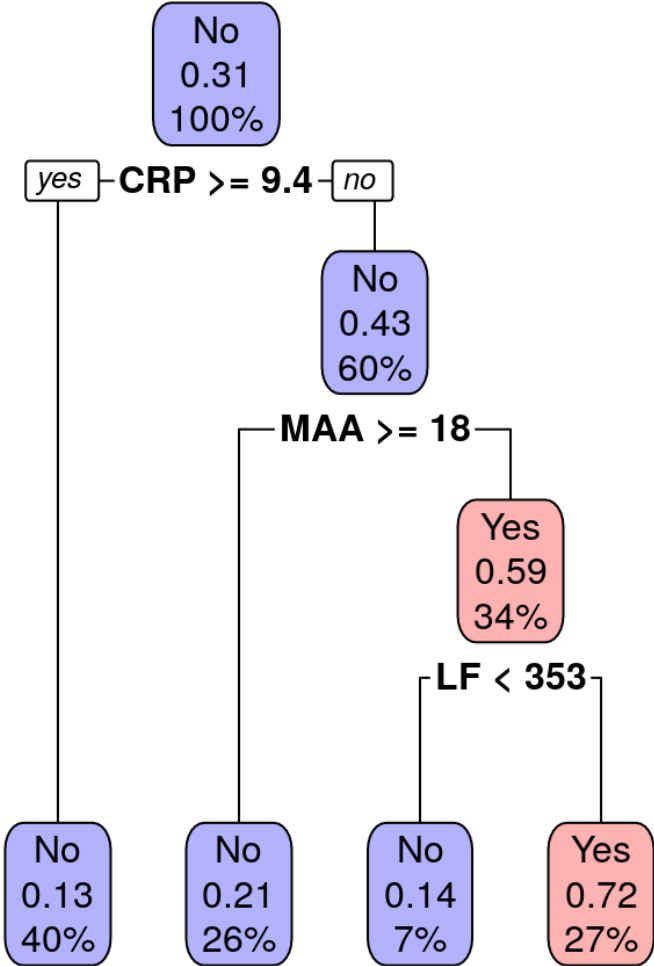 No
0.31
100%
yes CRP >= 9.4 no
No
0.43
60%
MAA >= 18
Yes
0.59
34%
LF < 353
No
0.13
40%
No
0.21
26%
No
0.14
7%
Yes
0.72
27%